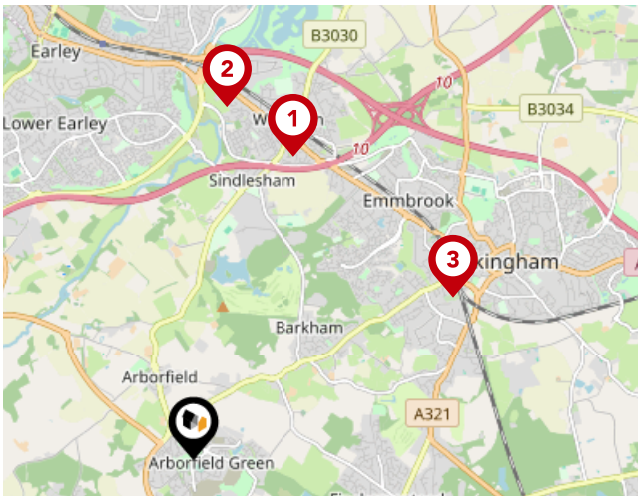 Earley
B3030
2
10
B3034
Lower Earley
1
10
Sindlesham
Emmbrook
3
kingham
Barkham
Arborfield
A321
Arborfield Green